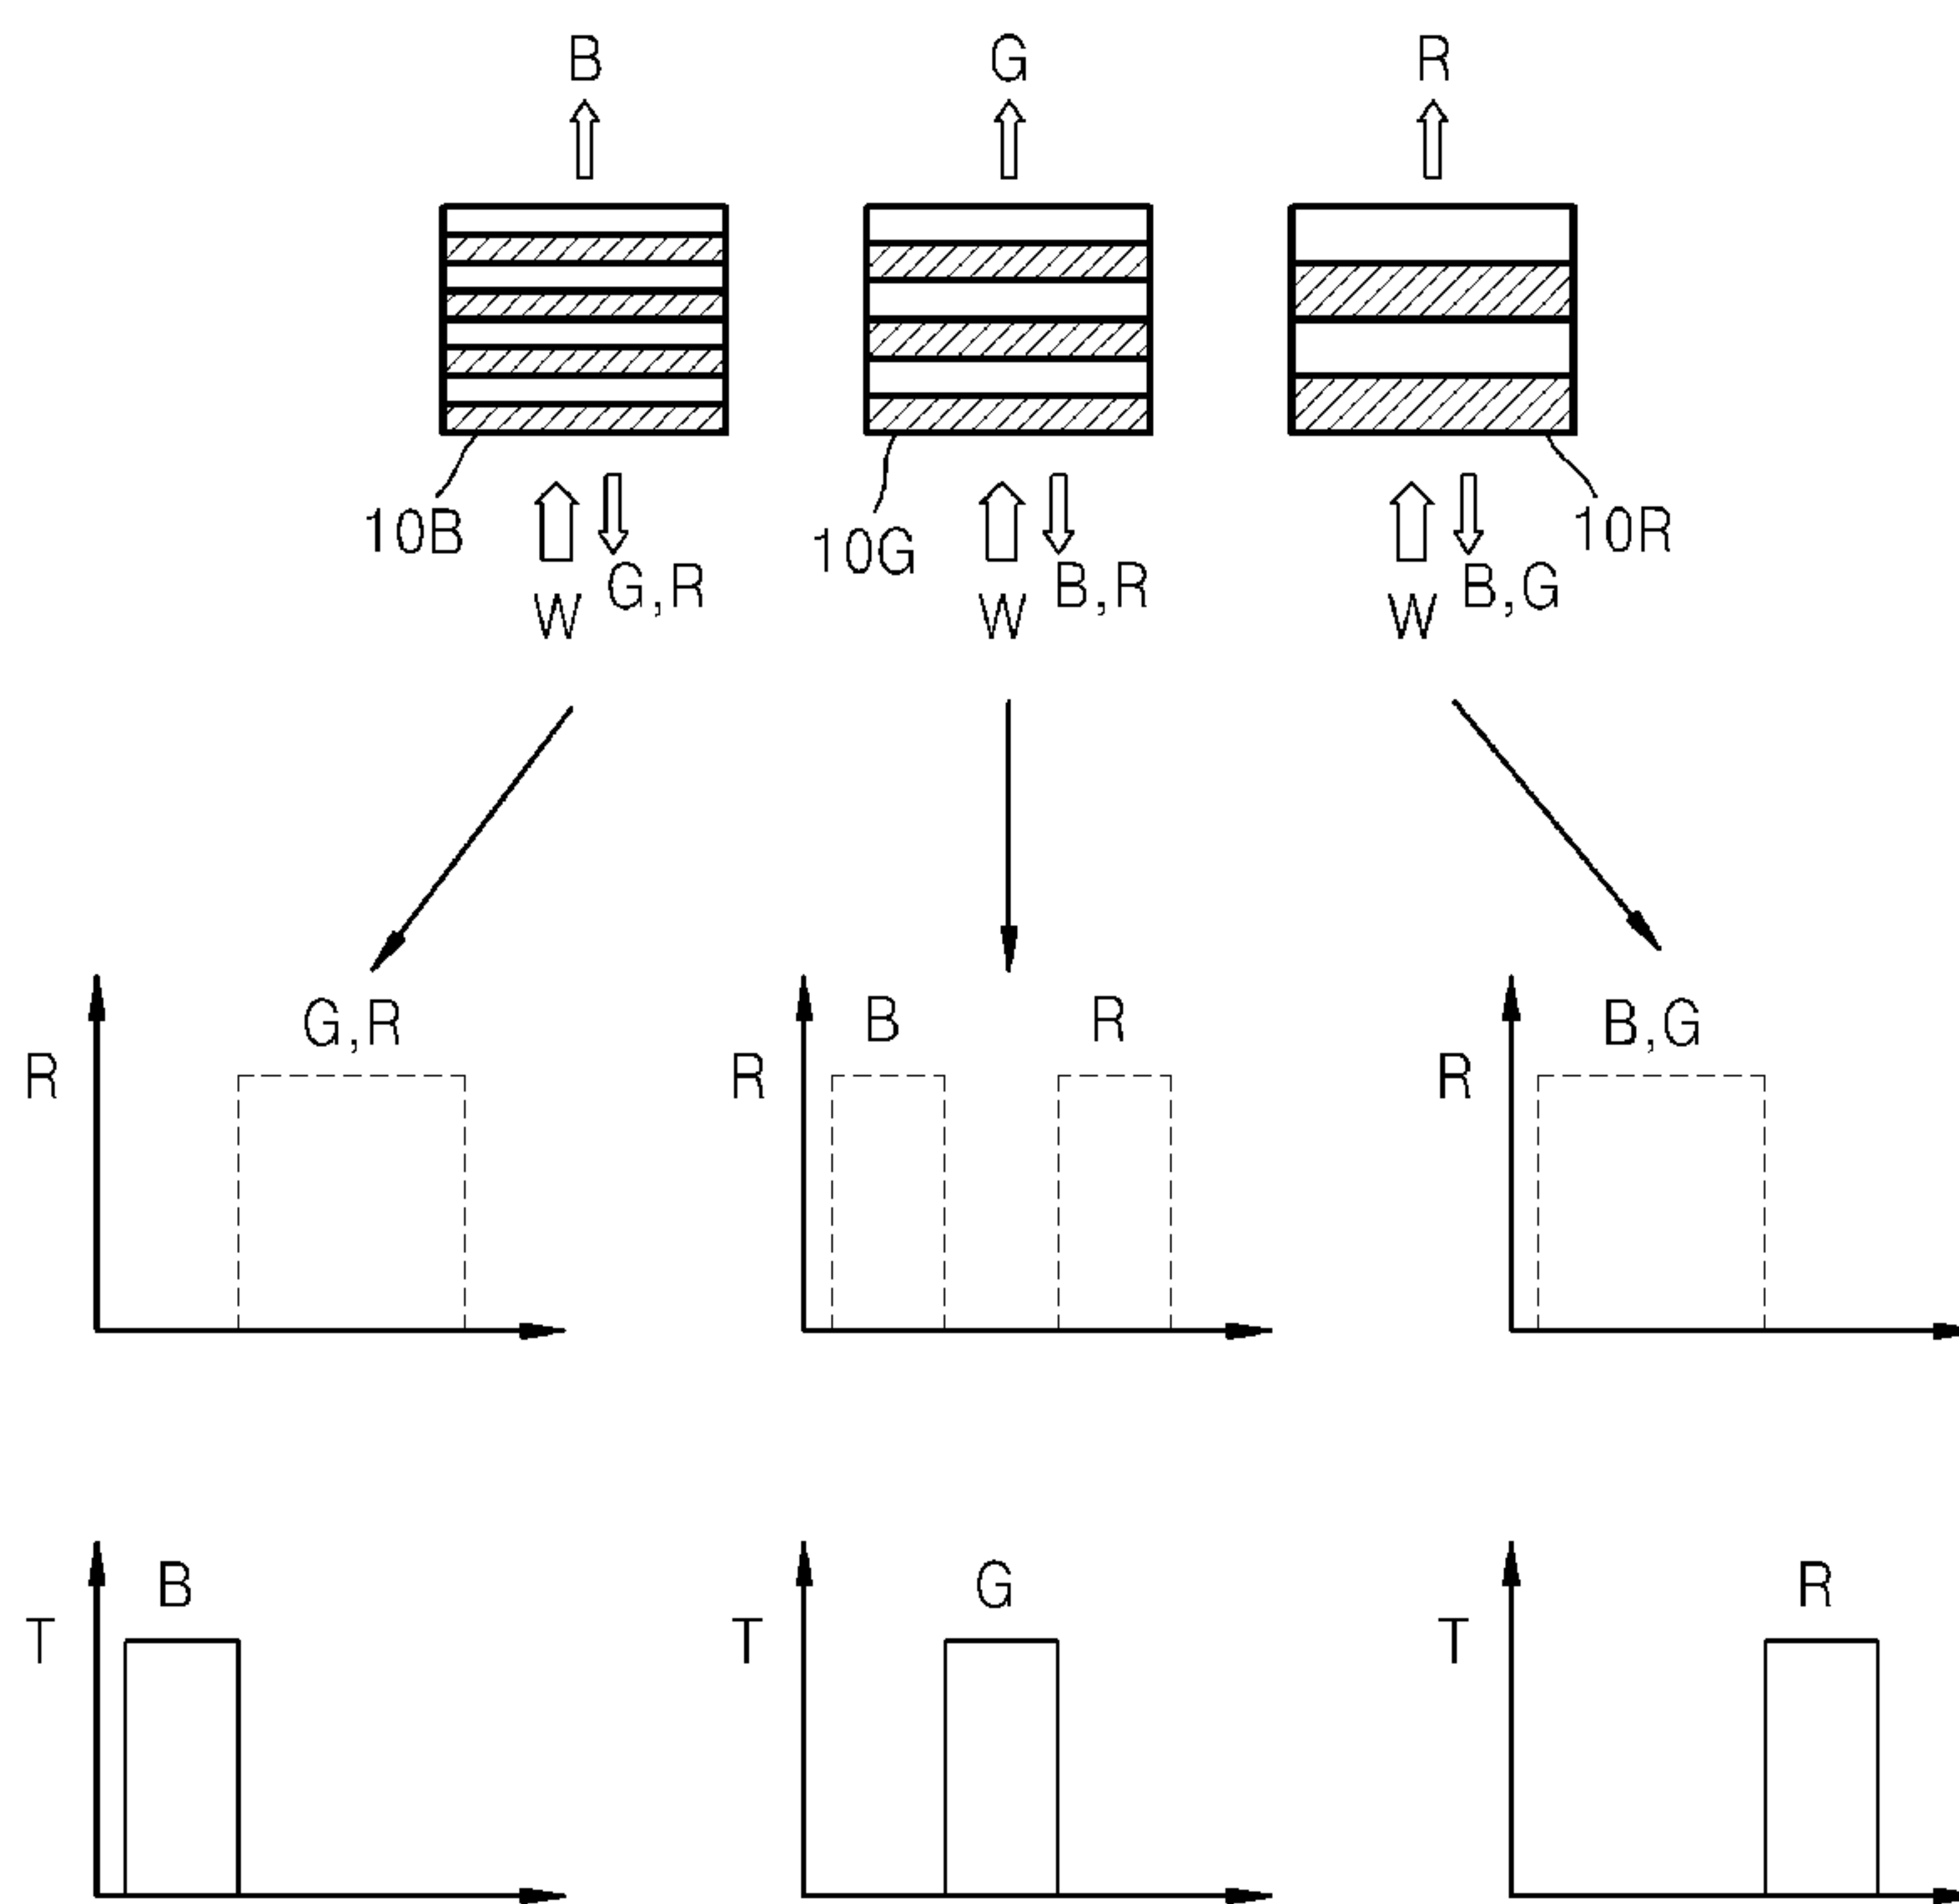 B G R
10B 10G 10R
W G,R W B,R W B,G
G,R B R B,G
R R R
B G R
T T T